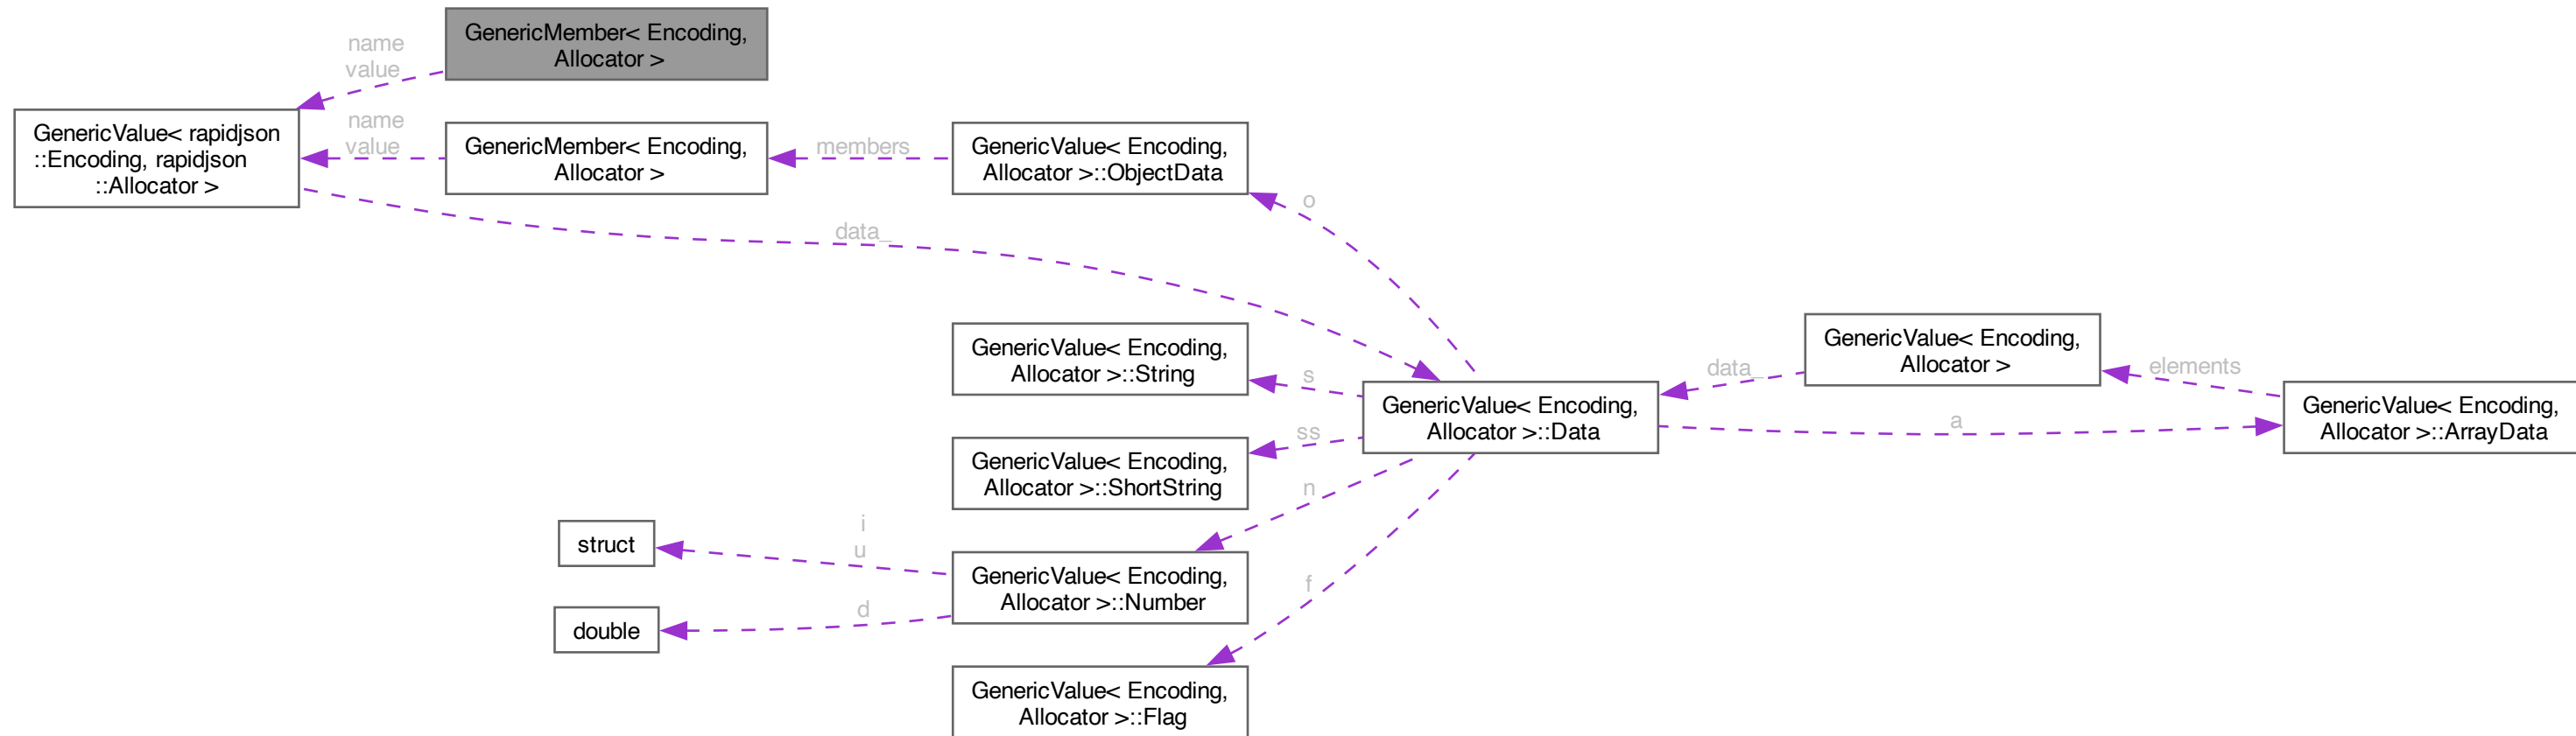 GenericMember< Encoding,
Allocator >
name
value
GenericValue< rapidjson
::Encoding, rapidjson
::Allocator >
name
value
GenericMember< Encoding,
Allocator >
members
GenericValue< Encoding,
Allocator >::ObjectData
o
data_
GenericValue< Encoding,
Allocator >::String
s
GenericValue< Encoding,
Allocator >::Data
data_
GenericValue< Encoding,
Allocator >
elements
GenericValue< Encoding,
Allocator >::ArrayData
a
GenericValue< Encoding,
Allocator >::ShortString
ss
n
struct
i
u
GenericValue< Encoding,
Allocator >::Number
f
double
d
GenericValue< Encoding,
Allocator >::Flag